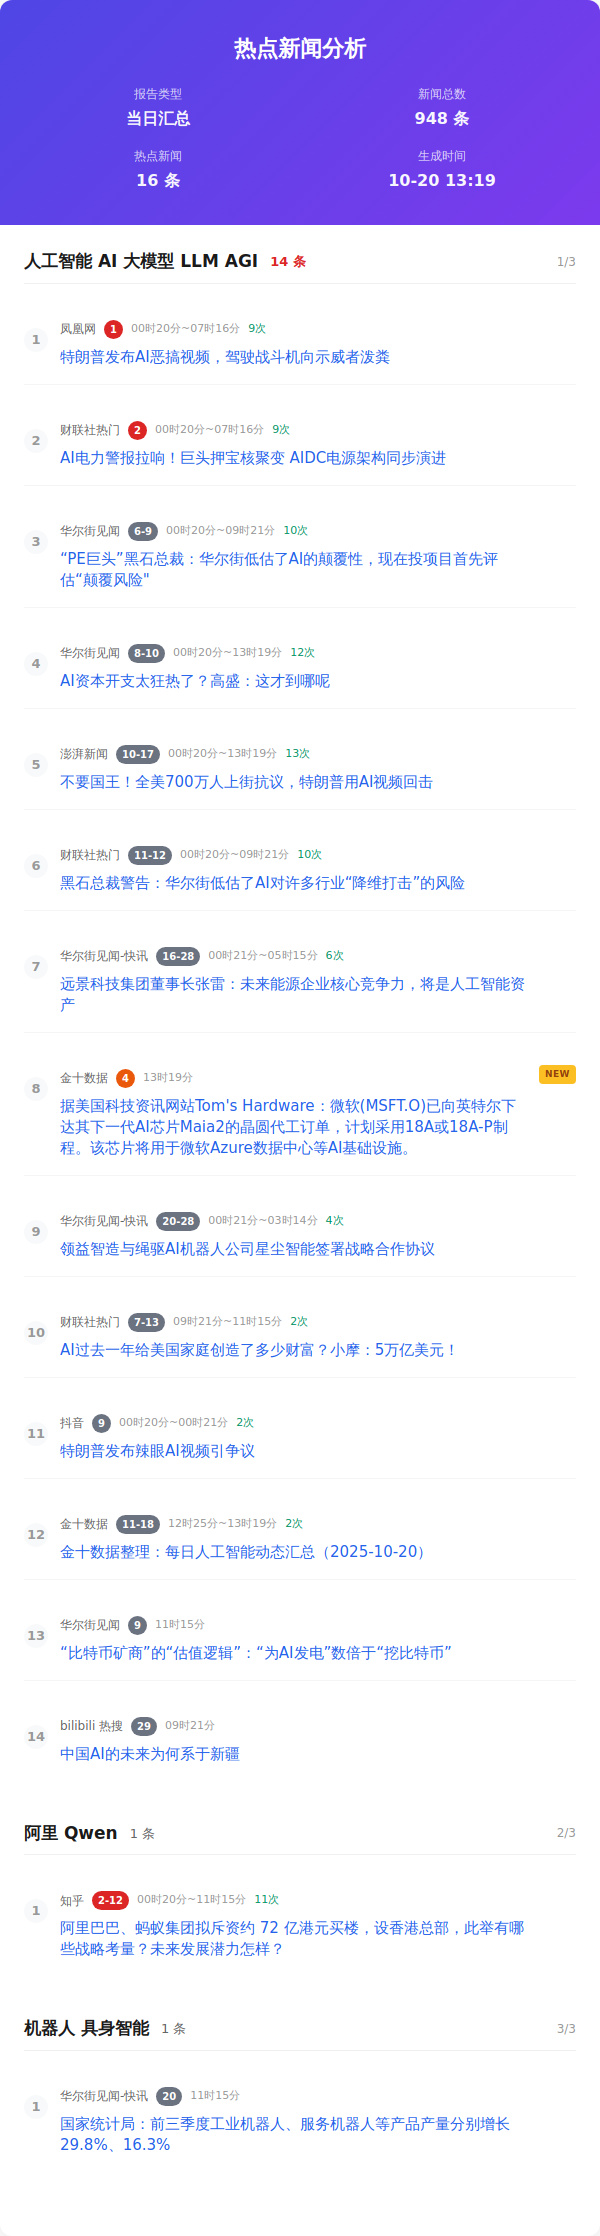 热点新闻分析
报告类型
新闻总数
当日汇总
948 条
热点新闻
生成时间
16 条
10-20 13:19
人工智能 AI 大模型 LLM AGI 14 条 1/3
1 凤凰网 1 00时20分~07时16分 9次
特朗普发布AI恶搞视频，驾驶战斗机向示威者泼粪
2 财联社热门 2 00时20分~07时16分 9次
AI电力警报拉响！巨头押宝核聚变 AIDC电源架构同步演进
3 华尔街见闻 6-9 00时20分~09时21分 10次
“PE巨头”黑石总裁：华尔街低估了AI的颠覆性，现在投项目首先评
估“颠覆风险"
4 华尔街见闻 8-10 00时20分~13时19分 12次
AI资本开支太狂热了？高盛：这才到哪呢
5 澎湃新闻 10-17 00时20分~13时19分 13次
不要国王！全美700万人上街抗议，特朗普用AI视频回击
6 财联社热门 11-12 00时20分~09时21分 10次
黑石总裁警告：华尔街低估了AI对许多行业“降维打击”的风险
7 华尔街见闻-快讯 16-28 00时21分~05时15分 6次
远景科技集团董事长张雷：未来能源企业核心竞争力，将是人工智能资
产
8 金十数据 4 13时19分 NEW
据美国科技资讯网站Tom's Hardware：微软(MSFT.O)已向英特尔下
达其下一代AI芯片Maia2的晶圆代工订单，计划采用18A或18A-P制
程。该芯片将用于微软Azure数据中心等AI基础设施。
9 华尔街见闻-快讯 20-28 00时21分~03时14分 4次
领益智造与绳驱AI机器人公司星尘智能签署战略合作协议
10 财联社热门 7-13 09时21分~11时15分 2次
AI过去一年给美国家庭创造了多少财富？小摩：5万亿美元！
11 抖音 9 00时20分~00时21分 2次
特朗普发布辣眼AI视频引争议
12 金十数据 11-18 12时25分~13时19分 2次
金十数据整理：每日人工智能动态汇总（2025-10-20）
13 华尔街见闻 9 11时15分
“比特币矿商”的“估值逻辑”：“为AI发电”数倍于“挖比特币”
14 bilibili 热搜 29 09时21分
中国AI的未来为何系于新疆
阿里 Qwen 1 条 2/3
1 知乎 2-12 00时20分~11时15分 11次
阿里巴巴、蚂蚁集团拟斥资约 72 亿港元买楼，设香港总部，此举有哪
些战略考量？未来发展潜力怎样？
机器人 具身智能 1 条 3/3
1 华尔街见闻-快讯 20 11时15分
国家统计局：前三季度工业机器人、服务机器人等产品产量分别增长
29.8%、16.3%